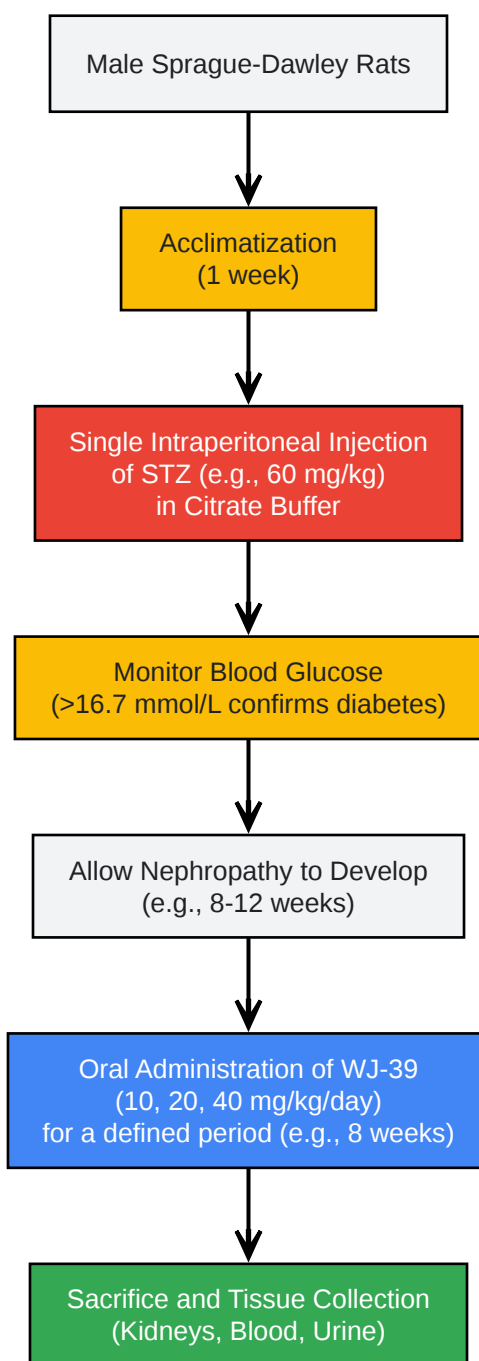 Male Sprague-Dawley Rats
Acclimatization
(1 week)
Single Intraperitoneal Injection
of STZ (e.g., 60 mg/kg)
in Citrate Buffer
Monitor Blood Glucose
(>16.7 mmol/L confirms diabetes)
Allow Nephropathy to Develop
(e.g., 8-12 weeks)
Oral Administration of WJ-39
(10, 20, 40 mg/kg/day)
for a defined period (e.g., 8 weeks)
Sacrifice and Tissue Collection
(Kidneys, Blood, Urine)